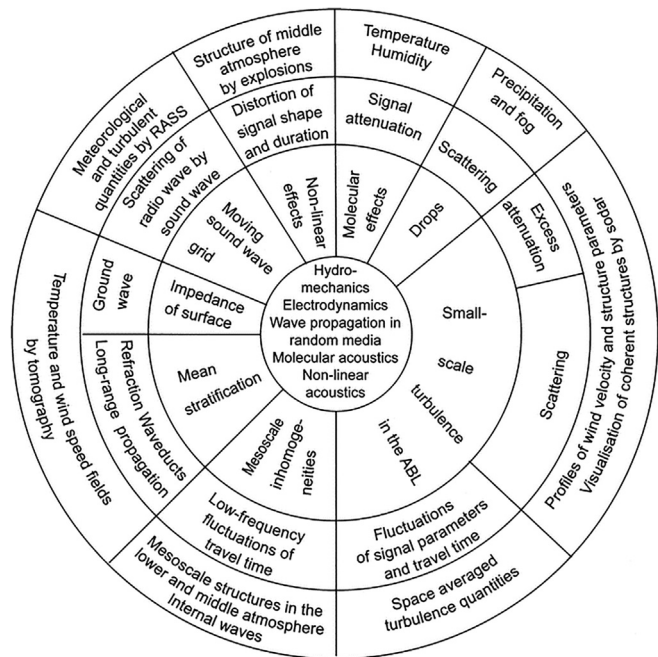 Hydro-
mechanics
Electrodynamics
Wave propagation in
random media
Molecular acoustics
Non-linear
acoustics
Molecular
effects
Drops
Small-
scale
turbulence
in the ABL
Mesoscale
inhomoge-
neities
Mean
stratification
Impedance
of surface
Moving
sound wave
grid
Non-linear
effects
Signal
attenuation
Scattering
Excess
attenuation
Scattering
Fluctuations
of signal parameters
and travel time
Low-frequency
fluctuations of
travel time
Refraction Waveducts
Long-range propagation
Ground
wave
Scattering of
radio wave by
sound wave
Distortion of
signal shape
and duration
Temperature
Humidity
Precipitation
and fog
Profiles of wind velocity and structure parameters
Visualisation of coherent structures by sodar
Space averaged
turbulence quantities
Mesoscale structures in the
lower and middle atmosphere
Internal waves
Temperature and wind speed fields
by tomography
Meteorological
and turbulent
quantities by RASS
Structure of middle
atmosphere
by explosions